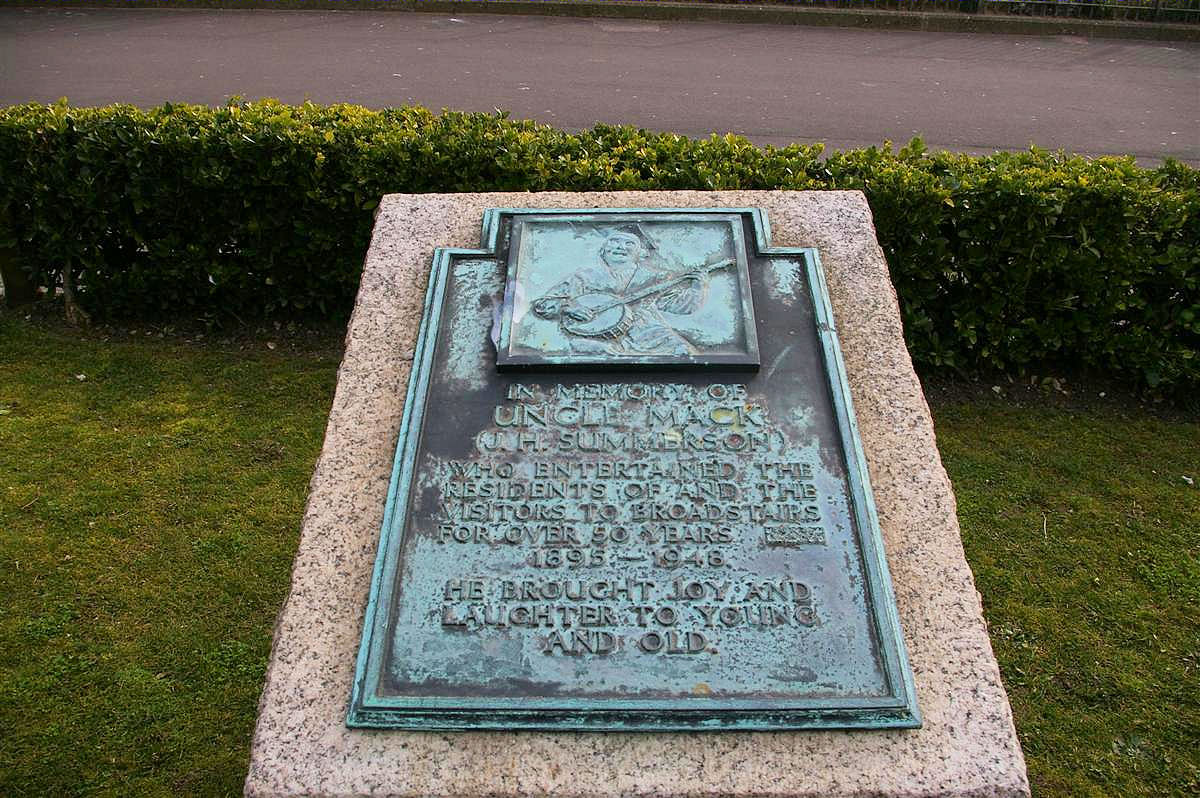 IN MEMORY OF
UNCLE MACK
(J.H. SUMMERSON)
WHO ENTERTAINED THE
RESIDENTS OF AND THE
VISITORS TO BROADSTAIRS
FOR OVER 50 YEARS.
1895 — 1948.
HE BROUGHT JOY AND
LAUGHTER TO YOUNG
AND OLD.